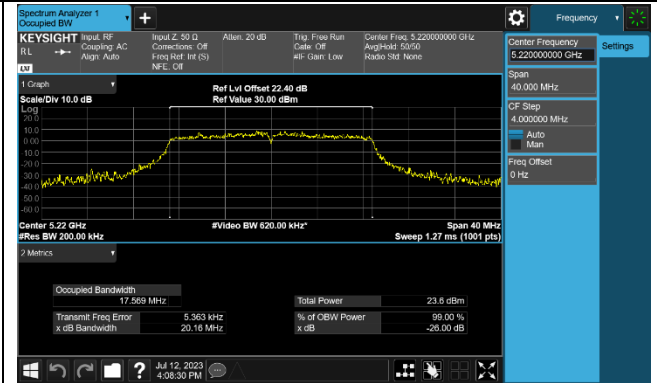 Spectrum Analyzer 1
Occupied BW
+
Frequency
KEYSIGHT
RL
LXI
Input: RF
Coupling: AC
Align: Auto
Input Z: 50 Ω
Corrections: Off
Freq Ref: Int (S)
NFE: Off
Atten: 20 dB
Trig: Free Run
Gate: Off
#IF Gain: Low
Center Freq: 5.220000000 GHz
Avg|Hold: 50/50
Radio Std: None
Center Frequency
5.220000000 GHz
Settings
Span
40.000 MHz
CF Step
4.000000 MHz
Auto
Man
Freq Offset
0 Hz
1 Graph
Scale/Div 10.0 dB
Ref Lvl Offset 22.40 dB
Ref Value 30.00 dBm
Log
20.0
10.0
0.00
-10.0
-20.0
-30.0
-40.0
-50.0
-60.0
Center 5.22 GHz
#Res BW 200.00 kHz
#Video BW 620.00 kHz*
Span 40 MHz
Sweep 1.27 ms (1001 pts)
2 Metrics
Occupied Bandwidth
17.569 MHz
Total Power 23.6 dBm
Transmit Freq Error 5.363 kHz
% of OBW Power 99.00 %
x dB Bandwidth 20.16 MHz
x dB -26.00 dB
?
Jul 12, 2023
4:08:30 PM